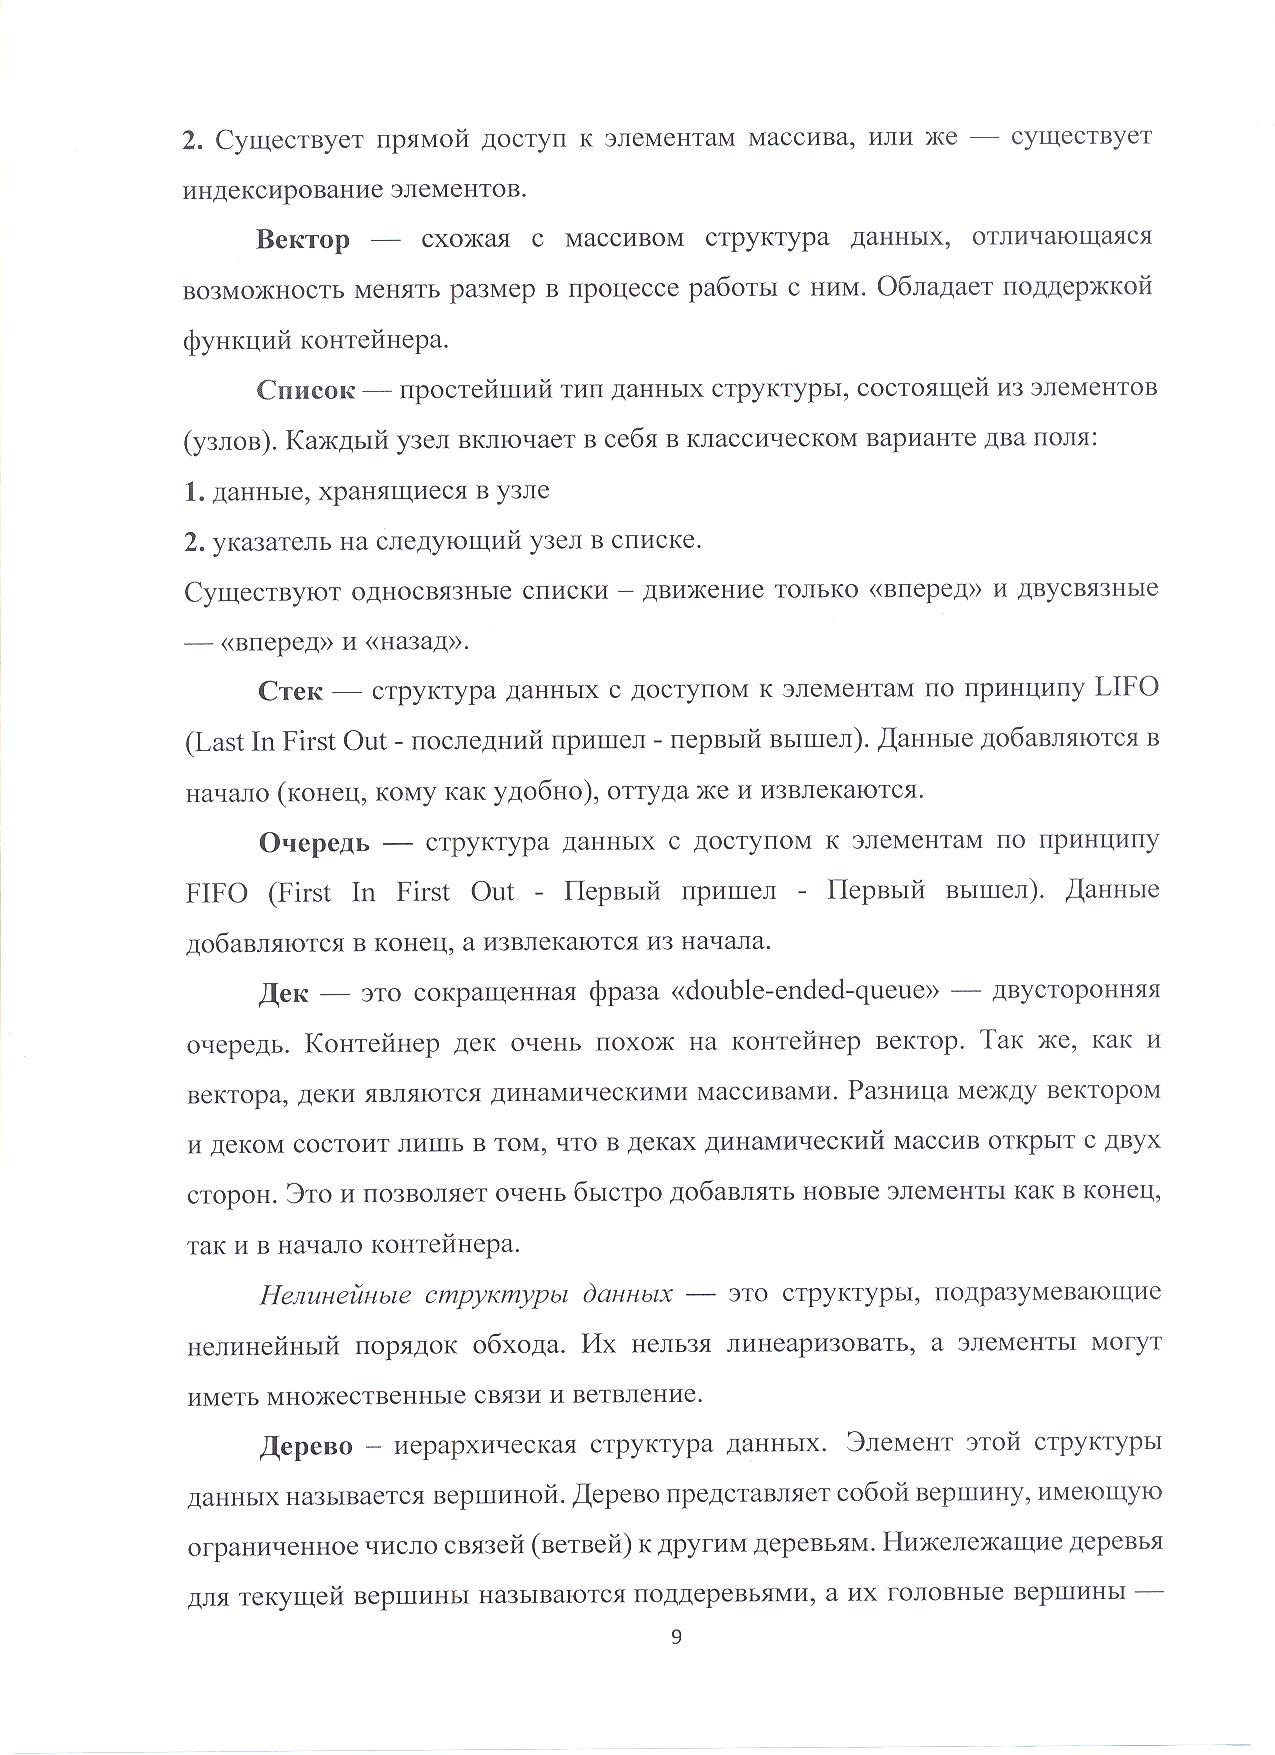 2. Существует прямой доступ к элементам массива, или же — существует
индексирование элементов.
Вектор — схожая с массивом структура данных, отличающаяся
возможность менять размер в процессе работы с ним. Обладает поддержкой
функций контейнера.
Список — простейший тип данных структуры, состоящей из элементов
(узлов). Каждый узел включает в себя в классическом варианте два поля:
1. данные, хранящиеся в узле
2. указатель на следующий узел в списке.
Существуют односвязные списки – движение только «вперед» и двусвязные
— «вперед» и «назад».
Стек — структура данных с доступом к элементам по принципу LIFO
(Last In First Out - последний пришел - первый вышел). Данные добавляются в
начало (конец, кому как удобно), оттуда же и извлекаются.
Очередь — структура данных с доступом к элементам по принципу
FIFO (First In First Out - Первый пришел - Первый вышел). Данные
добавляются в конец, а извлекаются из начала.
Дек — это сокращенная фраза «double-ended-queue» — двусторонняя
очередь. Контейнер дек очень похож на контейнер вектор. Так же, как и
вектора, деки являются динамическими массивами. Разница между вектором
и деком состоит лишь в том, что в деках динамический массив открыт с двух
сторон. Это и позволяет очень быстро добавлять новые элементы как в конец,
так и в начало контейнера.
Нелинейные структуры данных — это структуры, подразумевающие
нелинейный порядок обхода. Их нельзя линеаризовать, а элементы могут
иметь множественные связи и ветвление.
Дерево – иерархическая структура данных. Элемент этой структуры
данных называется вершиной. Дерево представляет собой вершину, имеющую
ограниченное число связей (ветвей) к другим деревьям. Нижележащие деревья
для текущей вершины называются поддеревьями, а их головные вершины —
9